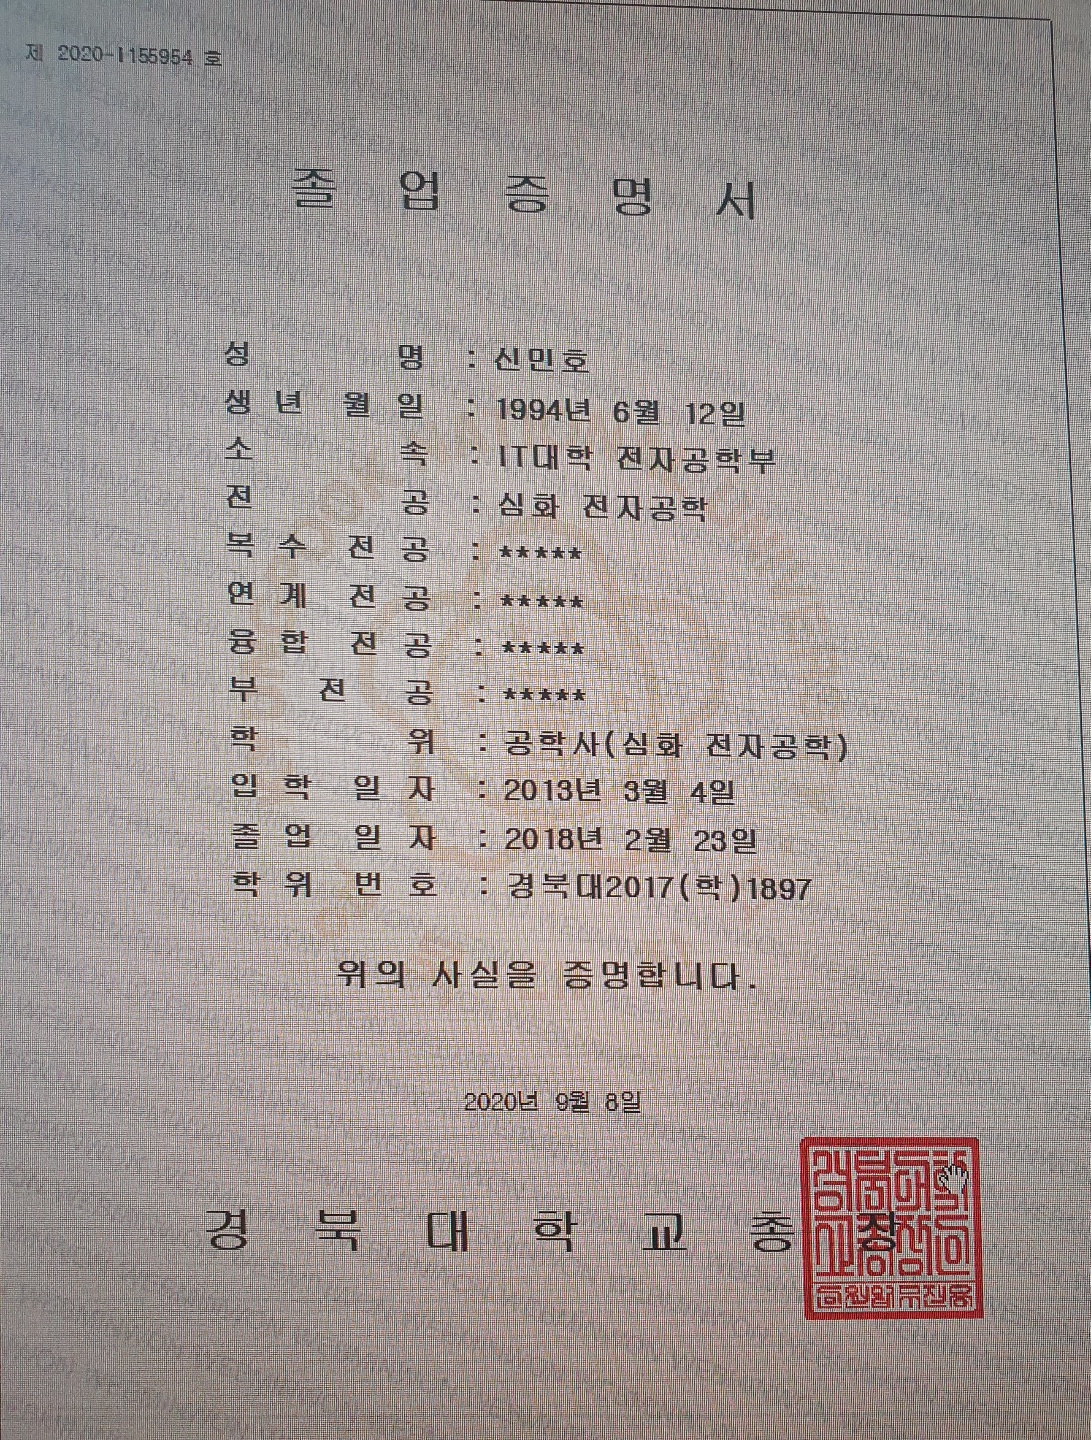 제 2020-I155954 호
졸 업 증 명 서
성 명 : 신민호
생 년 월 일 : 1994년 6월 12일
소 속 : IT대학 전자공학부
전 공 : 심화 전자공학
복 수 전 공 : *****
연 계 전 공 : *****
융 합 전 공 : *****
부 전 공 : *****
학 위 : 공학사(심화 전자공학)
입 학 일 자 : 2013년 3월 4일
졸 업 일 자 : 2018년 2월 23일
학 위 번 호 : 경북대2017(학)1897
위의 사실을 증명합니다.
2020년 9월 8일
경 북 대 학 교 총 장